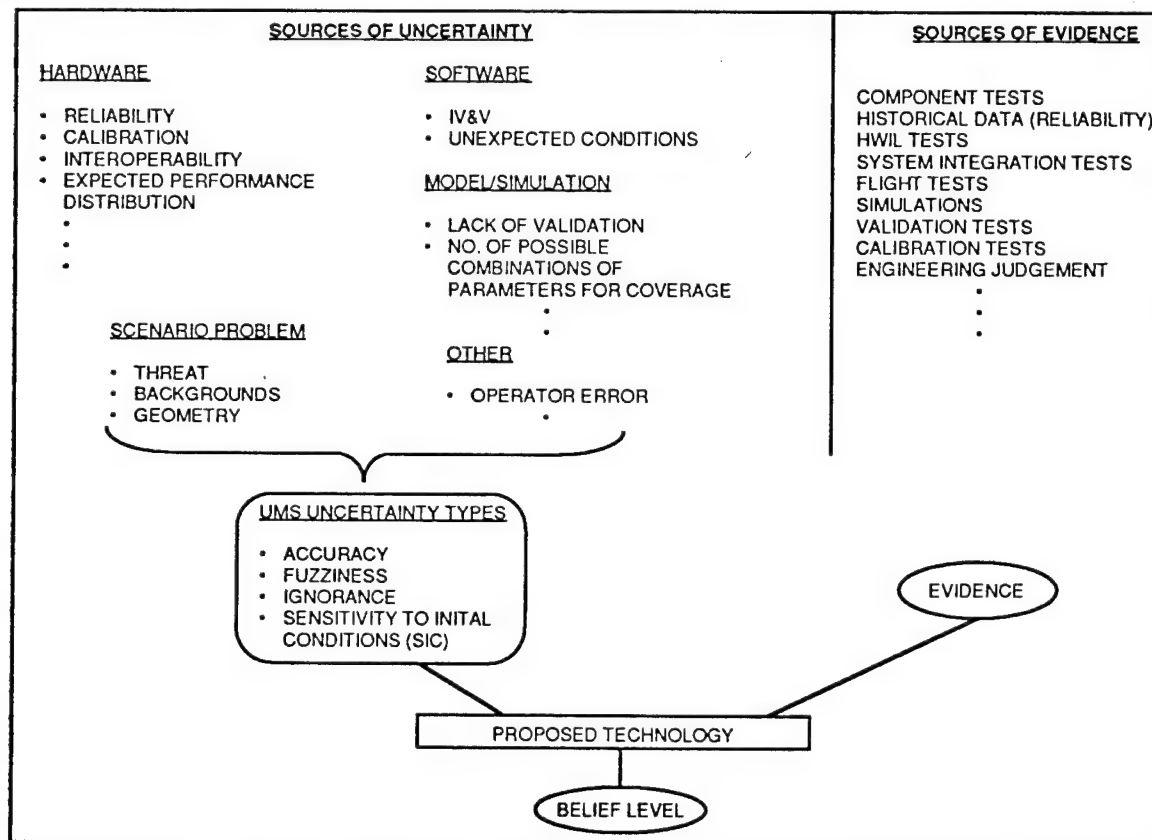 SOURCES OF UNCERTAINTY
HARDWARE
• RELIABILITY
• CALIBRATION
• INTEROPERABILITY
• EXPECTED PERFORMANCE
DISTRIBUTION
•
•
•
SOFTWARE
• IV&V
• UNEXPECTED CONDITIONS
MODEL/SIMULATION
• LACK OF VALIDATION
• NO. OF POSSIBLE
COMBINATIONS OF
PARAMETERS FOR COVERAGE
•
•
SCENARIO PROBLEM
• THREAT
• BACKGROUNDS
• GEOMETRY
OTHER
• OPERATOR ERROR
•
SOURCES OF EVIDENCE
COMPONENT TESTS
HISTORICAL DATA (RELIABILITY)
HWIL TESTS
SYSTEM INTEGRATION TESTS
FLIGHT TESTS
SIMULATIONS
VALIDATION TESTS
CALIBRATION TESTS
ENGINEERING JUDGEMENT
•
•
•
UMS UNCERTAINTY TYPES
• ACCURACY
• FUZZINESS
• IGNORANCE
• SENSITIVITY TO INITAL
CONDITIONS (SIC)
EVIDENCE
PROPOSED TECHNOLOGY
BELIEF LEVEL